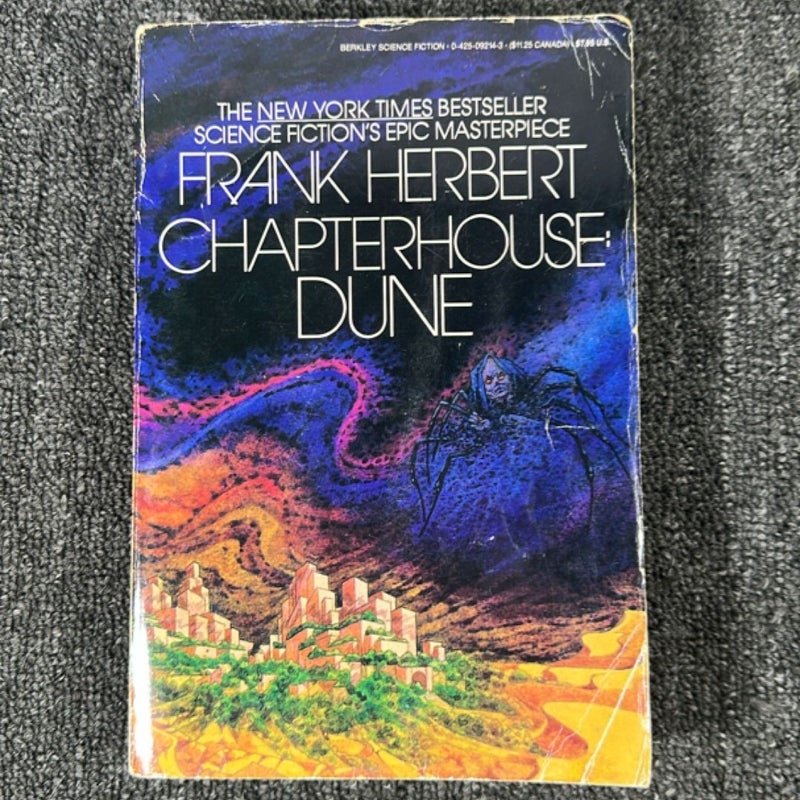 BERKLEY SCIENCE FICTION • 0-425-09214-3 • ($11.25 CANADA) • $7.95 U.S.
THE NEW YORK TIMES BESTSELLER
SCIENCE FICTION'S EPIC MASTERPIECE
FRANK HERBERT
CHAPTERHOUSE:
DUNE